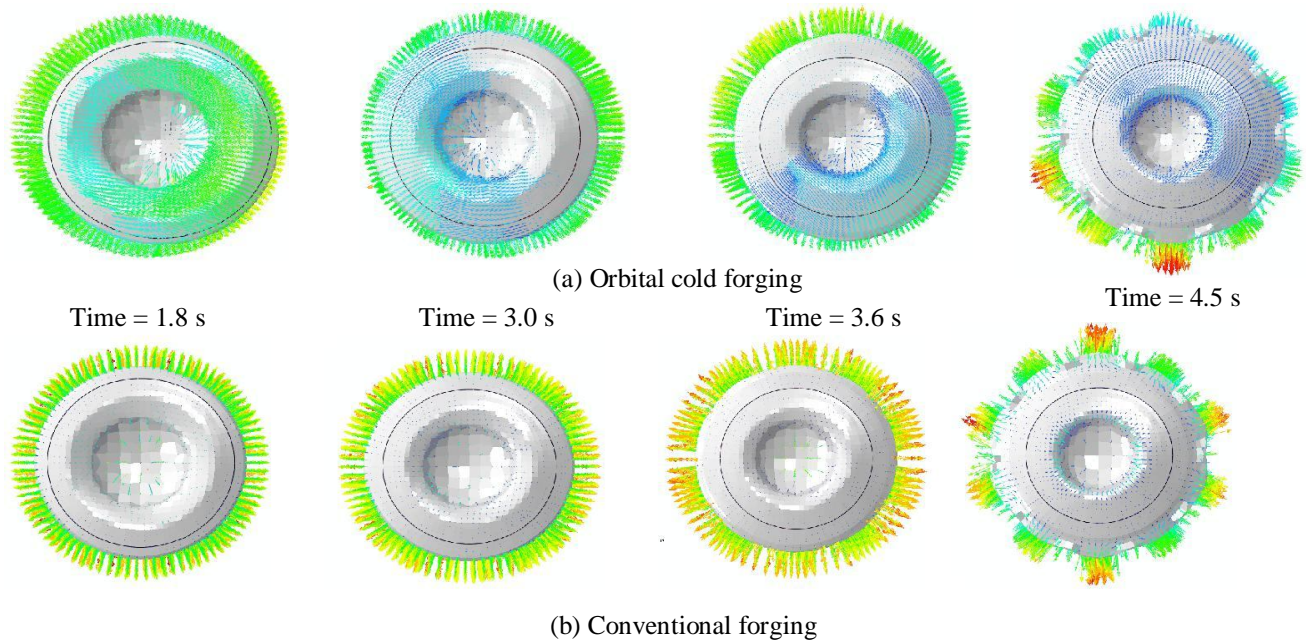 (a) Orbital cold forging
Time = 1.8 s
Time = 3.0 s
Time = 3.6 s
Time = 4.5 s
(b) Conventional forging